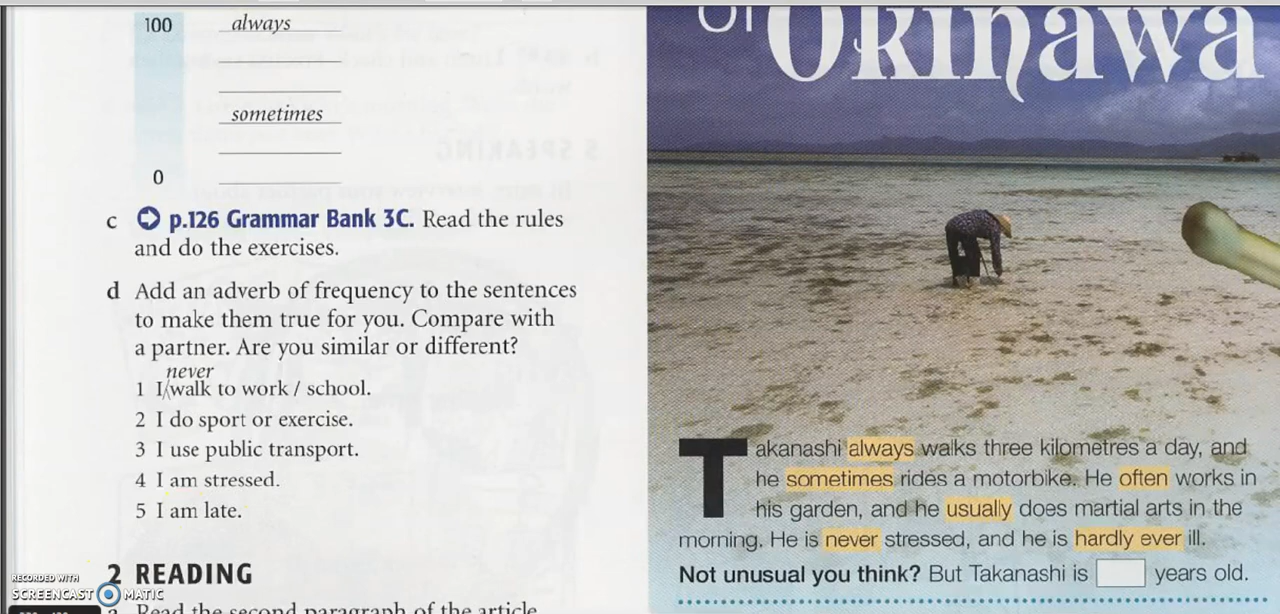 100 always
sometimes
0
c p.126 Grammar Bank 3C. Read the rules
and do the exercises.
d Add an adverb of frequency to the sentences
to make them true for you. Compare with
a partner. Are you similar or different?
never
1 I/walk to work / school.
2 I do sport or exercise.
3 I use public transport.
4 I am stressed.
5 I am late.
2 READING
a Read the second paragraph of the article
of
Okinawa
Takanashi always walks three kilometres a day, and
he sometimes rides a motorbike. He often works in
his garden, and he usually does martial arts in the
morning. He is never stressed, and he is hardly ever ill.
Not unusual you think? But Takanashi is years old.
RECORDED WITH
SCREENCAST MATIC